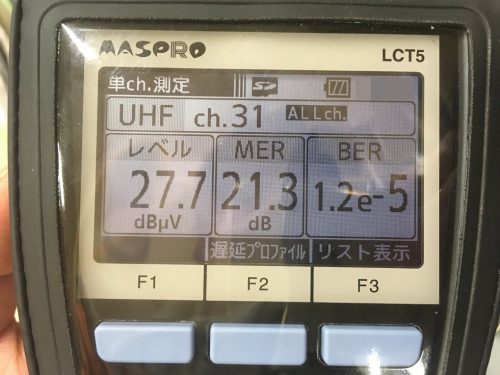 MASPRO
LCT5
単ch.測定
SD
UHF ch.31 ALLch.
レベル MER BER
27.7 21.3 1.2e-5
dBμV dB
遅延プロファイル リスト表示
F1 F2 F3